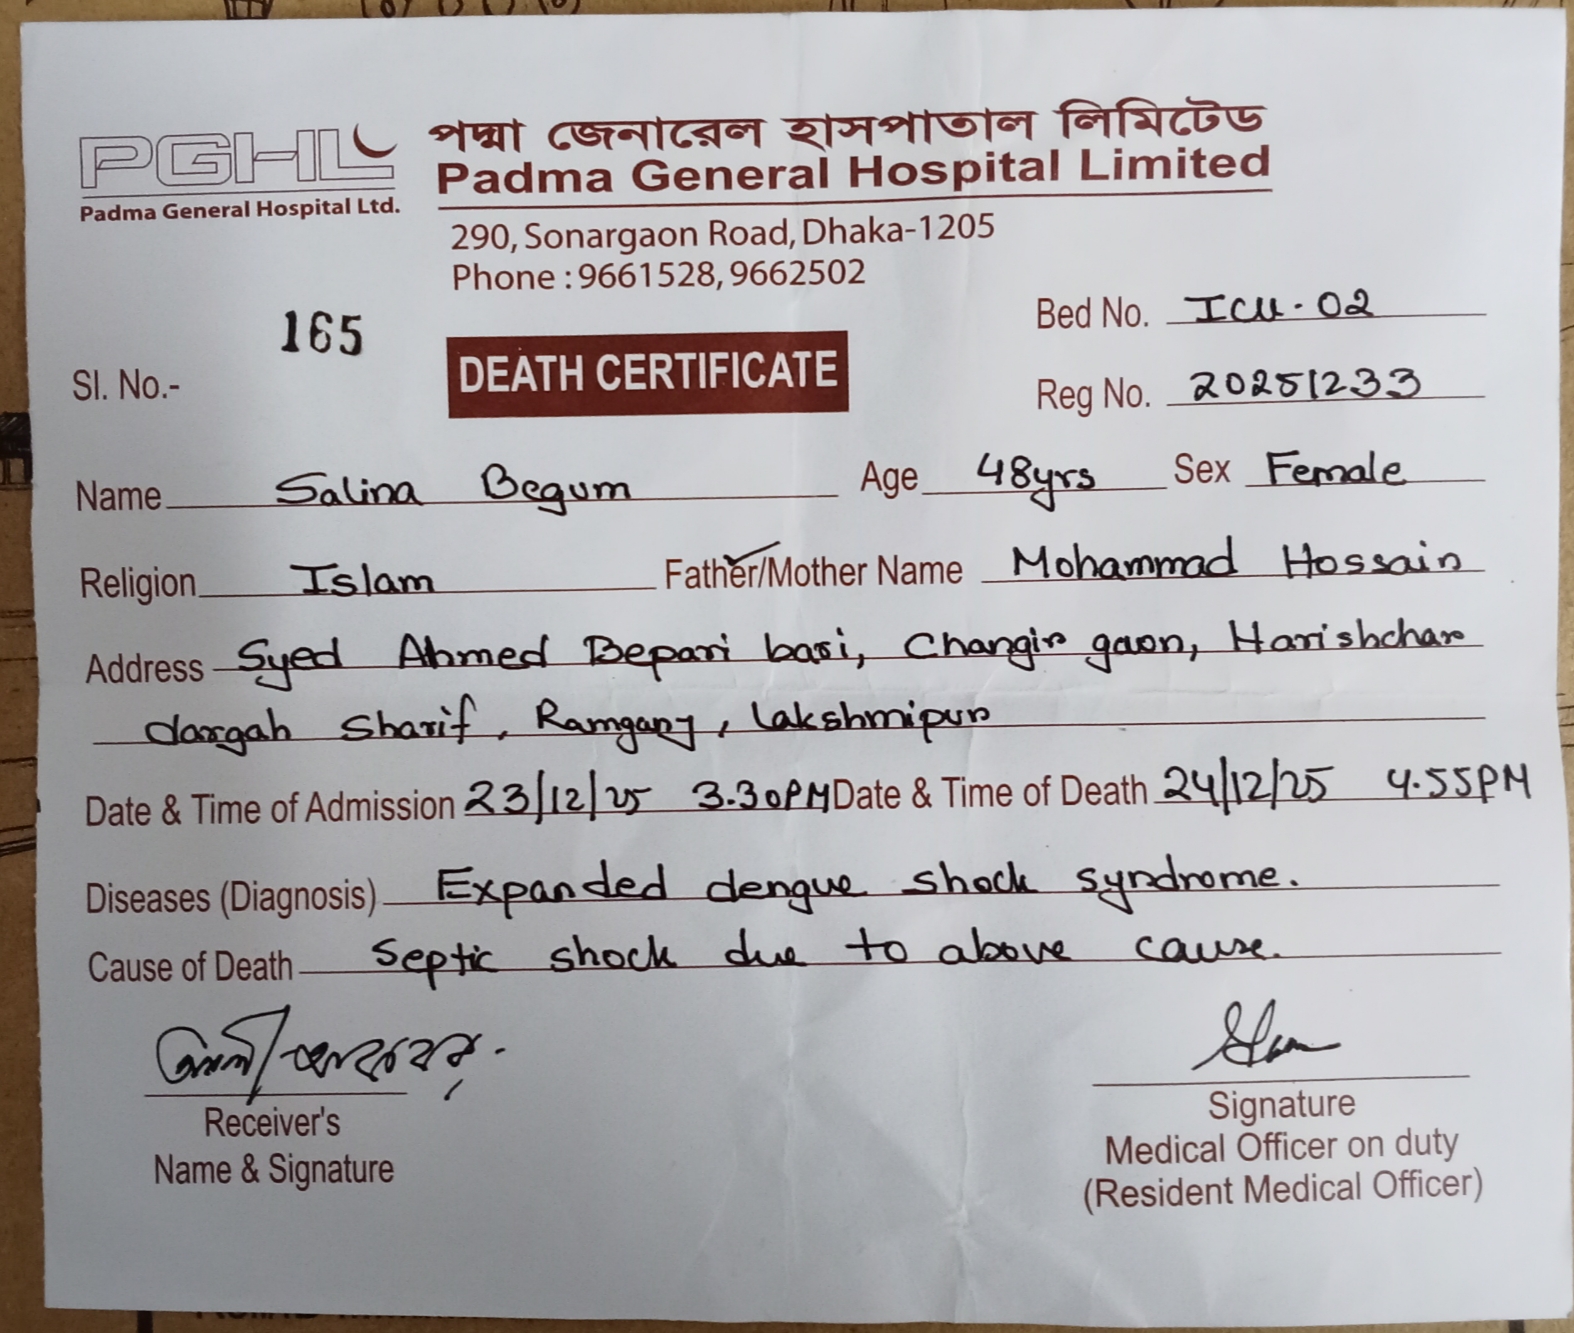 PGHL
Padma General Hospital Ltd.
পদ্মা জেনারেল হাসপাতাল লিমিটেড
Padma General Hospital Limited
290, Sonargaon Road, Dhaka-1205
Phone : 9661528, 9662502
Bed No. ICU-02
165
Sl. No.-
DEATH CERTIFICATE
Reg No. 20251233
Name Salina Begum Age 48yrs Sex Female
Religion Islam Father/Mother Name Mohammad Hossain
Address Syed Ahmed Bepari bari, Changir gaon, Harishchar
dargah Sharif, Ramganj, Lakshmipur
Date & Time of Admission 23/12/25 3.30PM Date & Time of Death 24/12/25 4.55PM
Diseases (Diagnosis) Expanded dengue shock syndrome.
Cause of Death Septic shock due to above cause.
Receiver's
Name & Signature
Signature
Medical Officer on duty
(Resident Medical Officer)